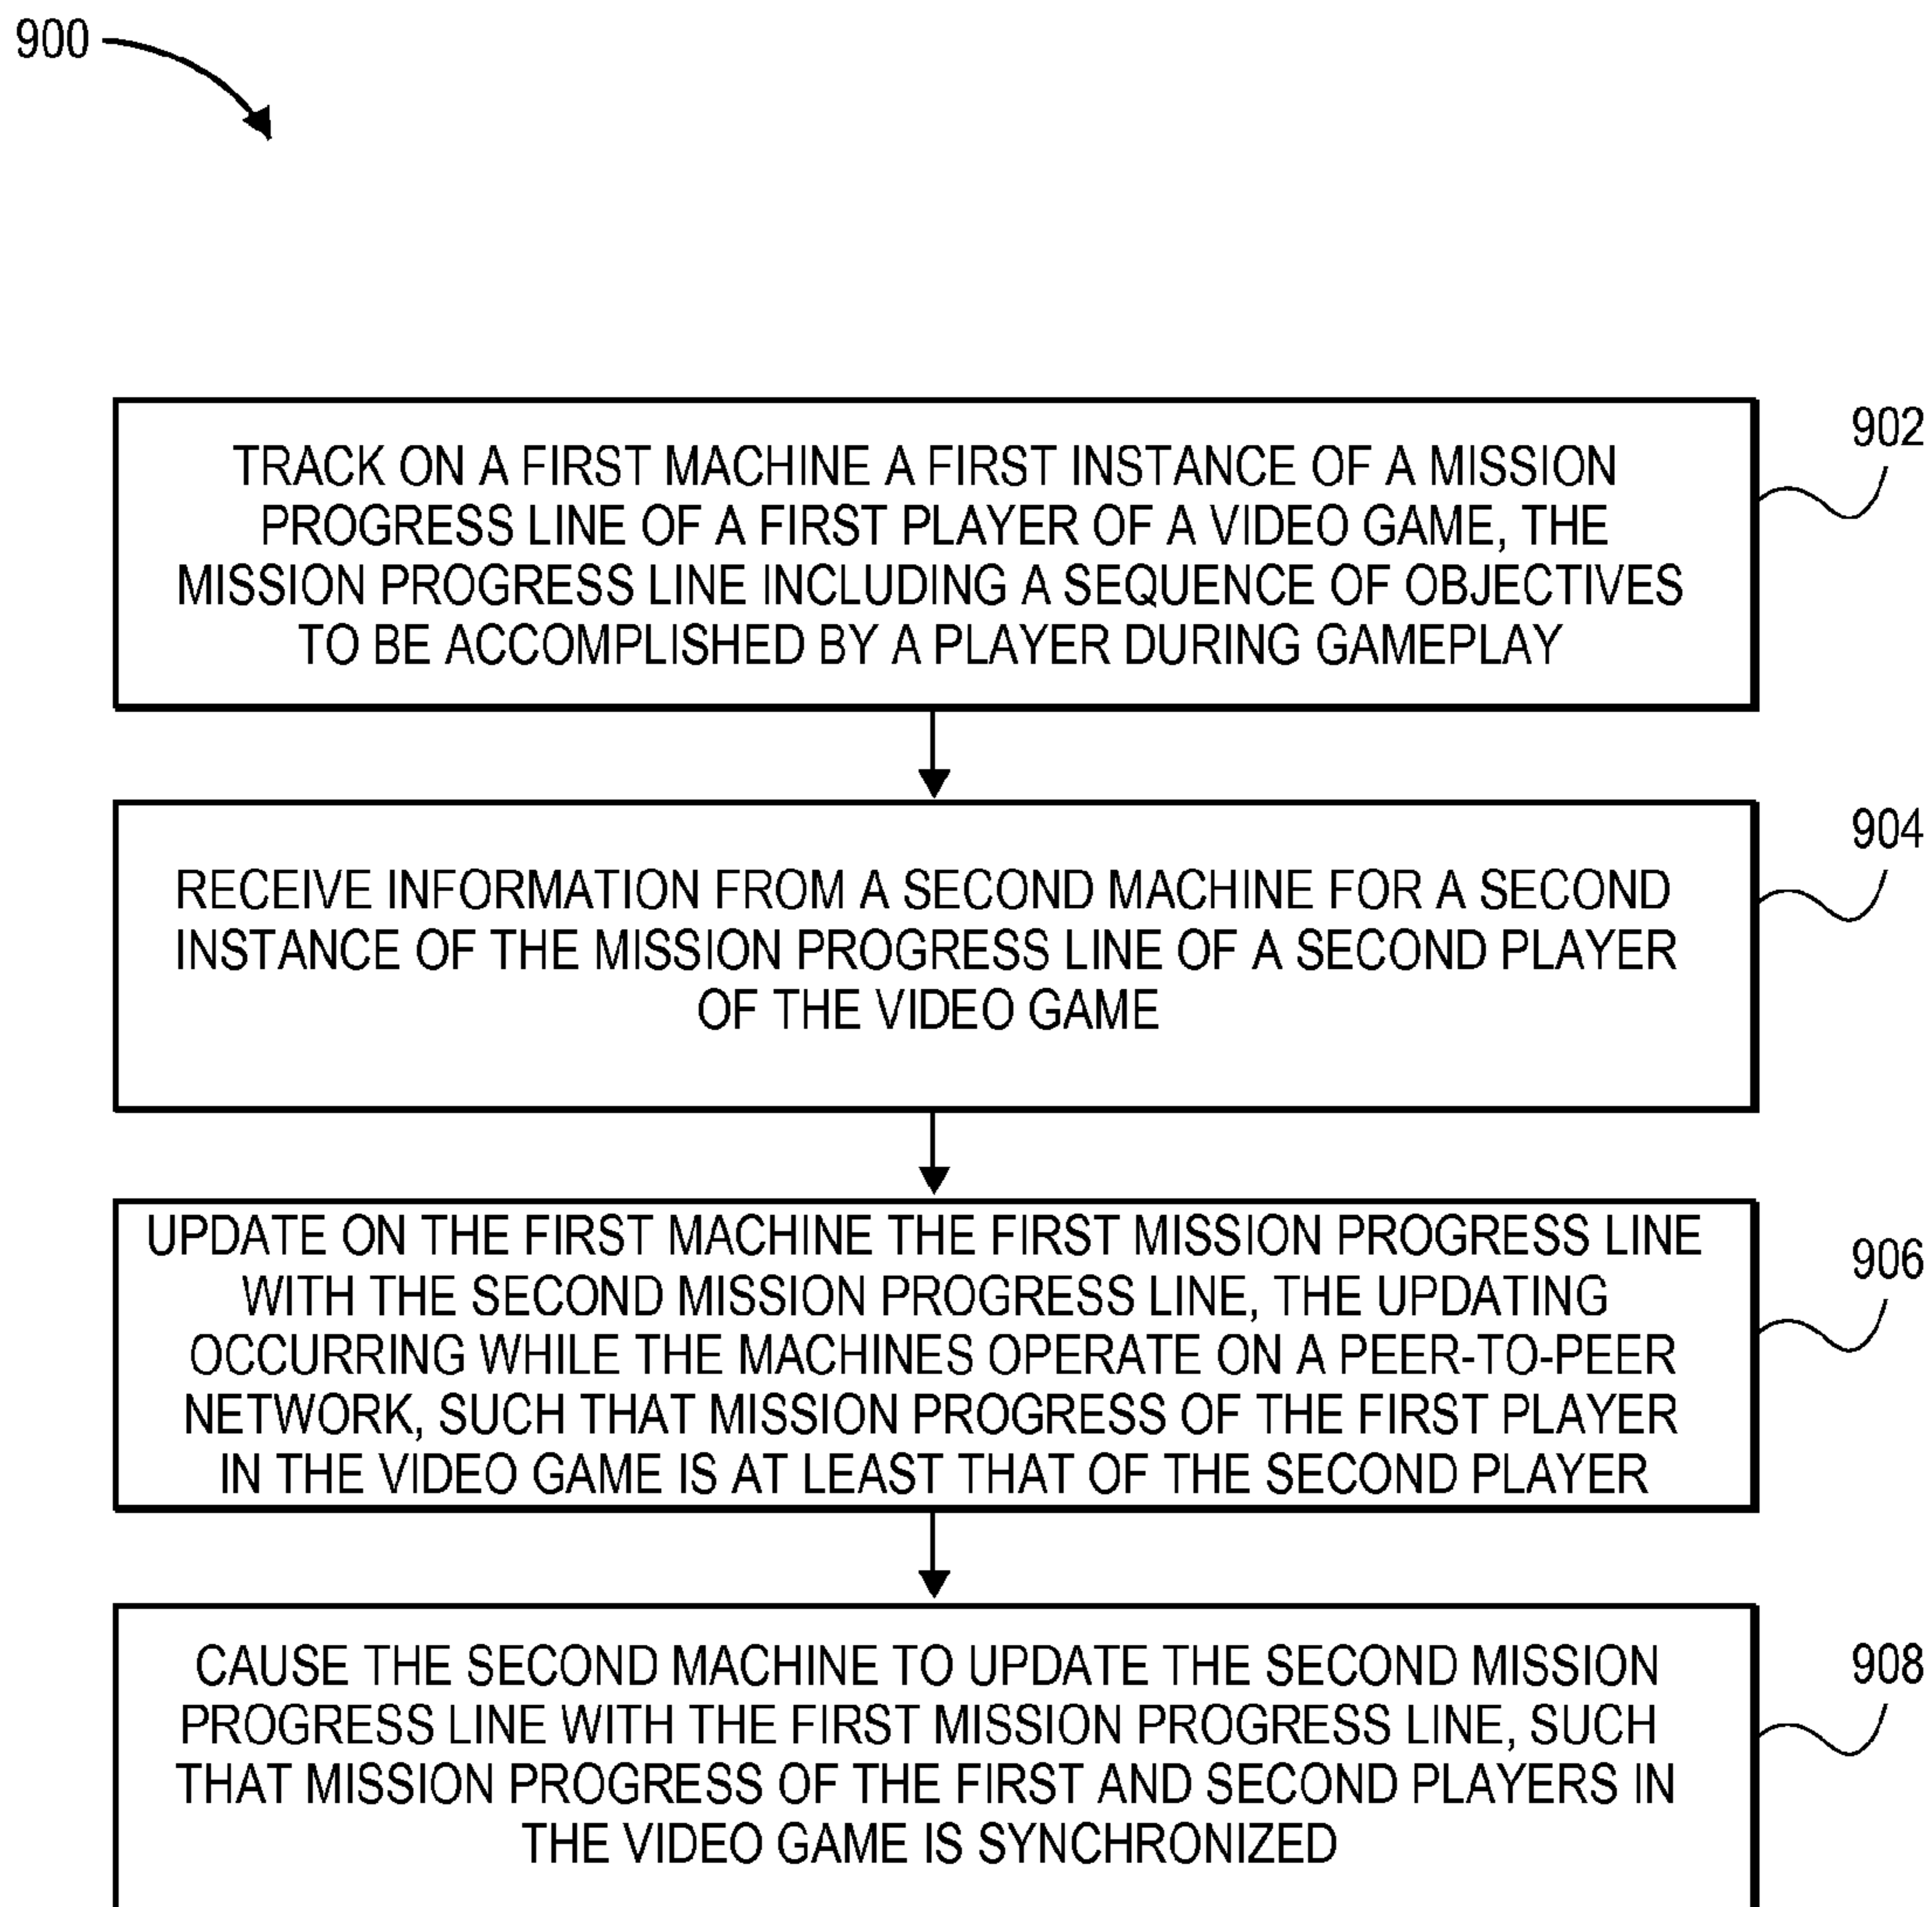 900
902
TRACK ON A FIRST MACHINE A FIRST INSTANCE OF A MISSION
PROGRESS LINE OF A FIRST PLAYER OF A VIDEO GAME, THE
MISSION PROGRESS LINE INCLUDING A SEQUENCE OF OBJECTIVES
TO BE ACCOMPLISHED BY A PLAYER DURING GAMEPLAY
904
RECEIVE INFORMATION FROM A SECOND MACHINE FOR A SECOND
INSTANCE OF THE MISSION PROGRESS LINE OF A SECOND PLAYER
OF THE VIDEO GAME
906
UPDATE ON THE FIRST MACHINE THE FIRST MISSION PROGRESS LINE
WITH THE SECOND MISSION PROGRESS LINE, THE UPDATING
OCCURRING WHILE THE MACHINES OPERATE ON A PEER-TO-PEER
NETWORK, SUCH THAT MISSION PROGRESS OF THE FIRST PLAYER
IN THE VIDEO GAME IS AT LEAST THAT OF THE SECOND PLAYER
908
CAUSE THE SECOND MACHINE TO UPDATE THE SECOND MISSION
PROGRESS LINE WITH THE FIRST MISSION PROGRESS LINE, SUCH
THAT MISSION PROGRESS OF THE FIRST AND SECOND PLAYERS IN
THE VIDEO GAME IS SYNCHRONIZED